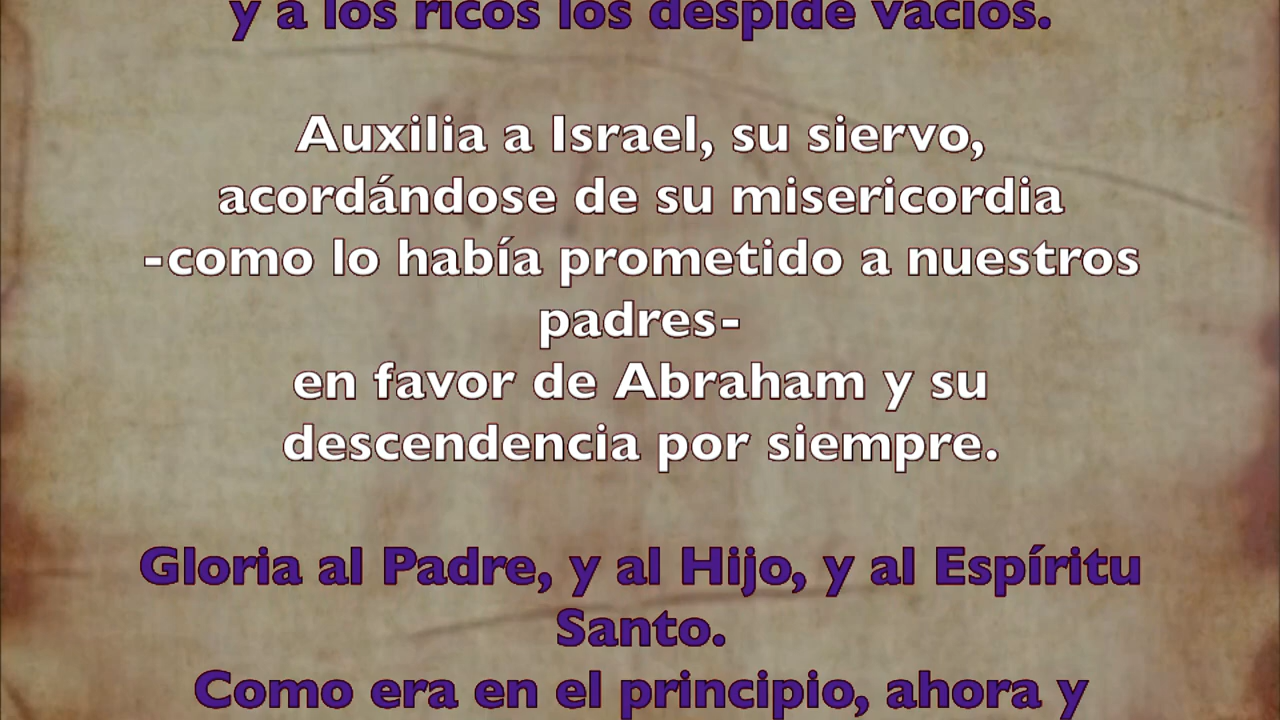 y a los ricos los despide vacíos.
Auxilia a Israel, su siervo,
acordándose de su misericordia
-como lo había prometido a nuestros
padres-
en favor de Abraham y su
descendencia por siempre.
Gloria al Padre, y al Hijo, y al Espíritu
Santo.
Como era en el principio, ahora y